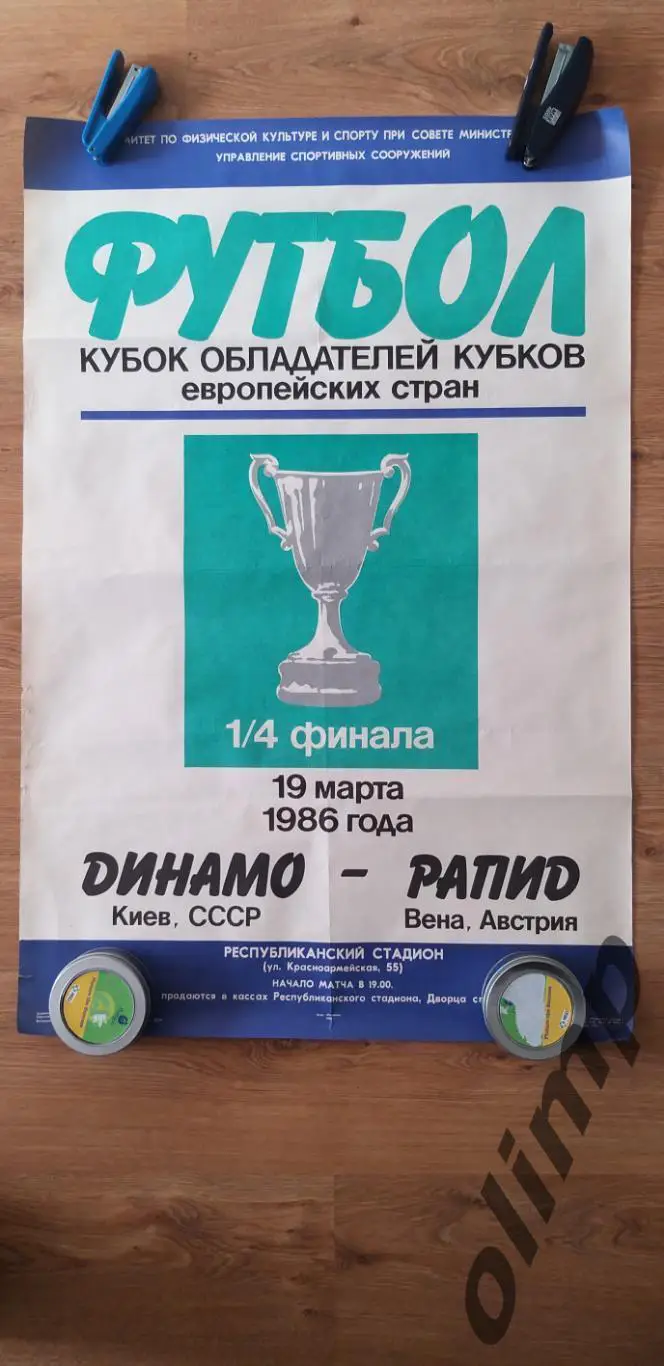 ИТЕТ ПО ФИЗИЧЕСКОЙ КУЛЬТУРЕ И СПОРТУ ПРИ СОВЕТЕ МИНИСТР
УПРАВЛЕНИЕ СПОРТИВНЫХ СООРУЖЕНИЙ
ФУТБОЛ
КУБОК ОБЛАДАТЕЛЕЙ КУБКОВ
европейских стран
1/4 финала
19 марта
1986 года
ДИНАМО – РАПИД
Киев, СССР Вена, Австрия
РЕСПУБЛИКАНСКИЙ СТАДИОН
(ул. Красноармейская, 55)
НАЧАЛО МАТЧА В 19.00.
продаются в кассах Республиканского стадиона, Дворца сп
olimp